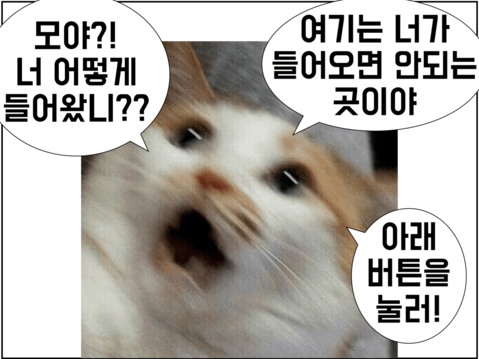 모야?!
너 어떻게
들어왔니??
여기는 너가
들어오면 안되는
곳이야
아래
버튼을
눌러!